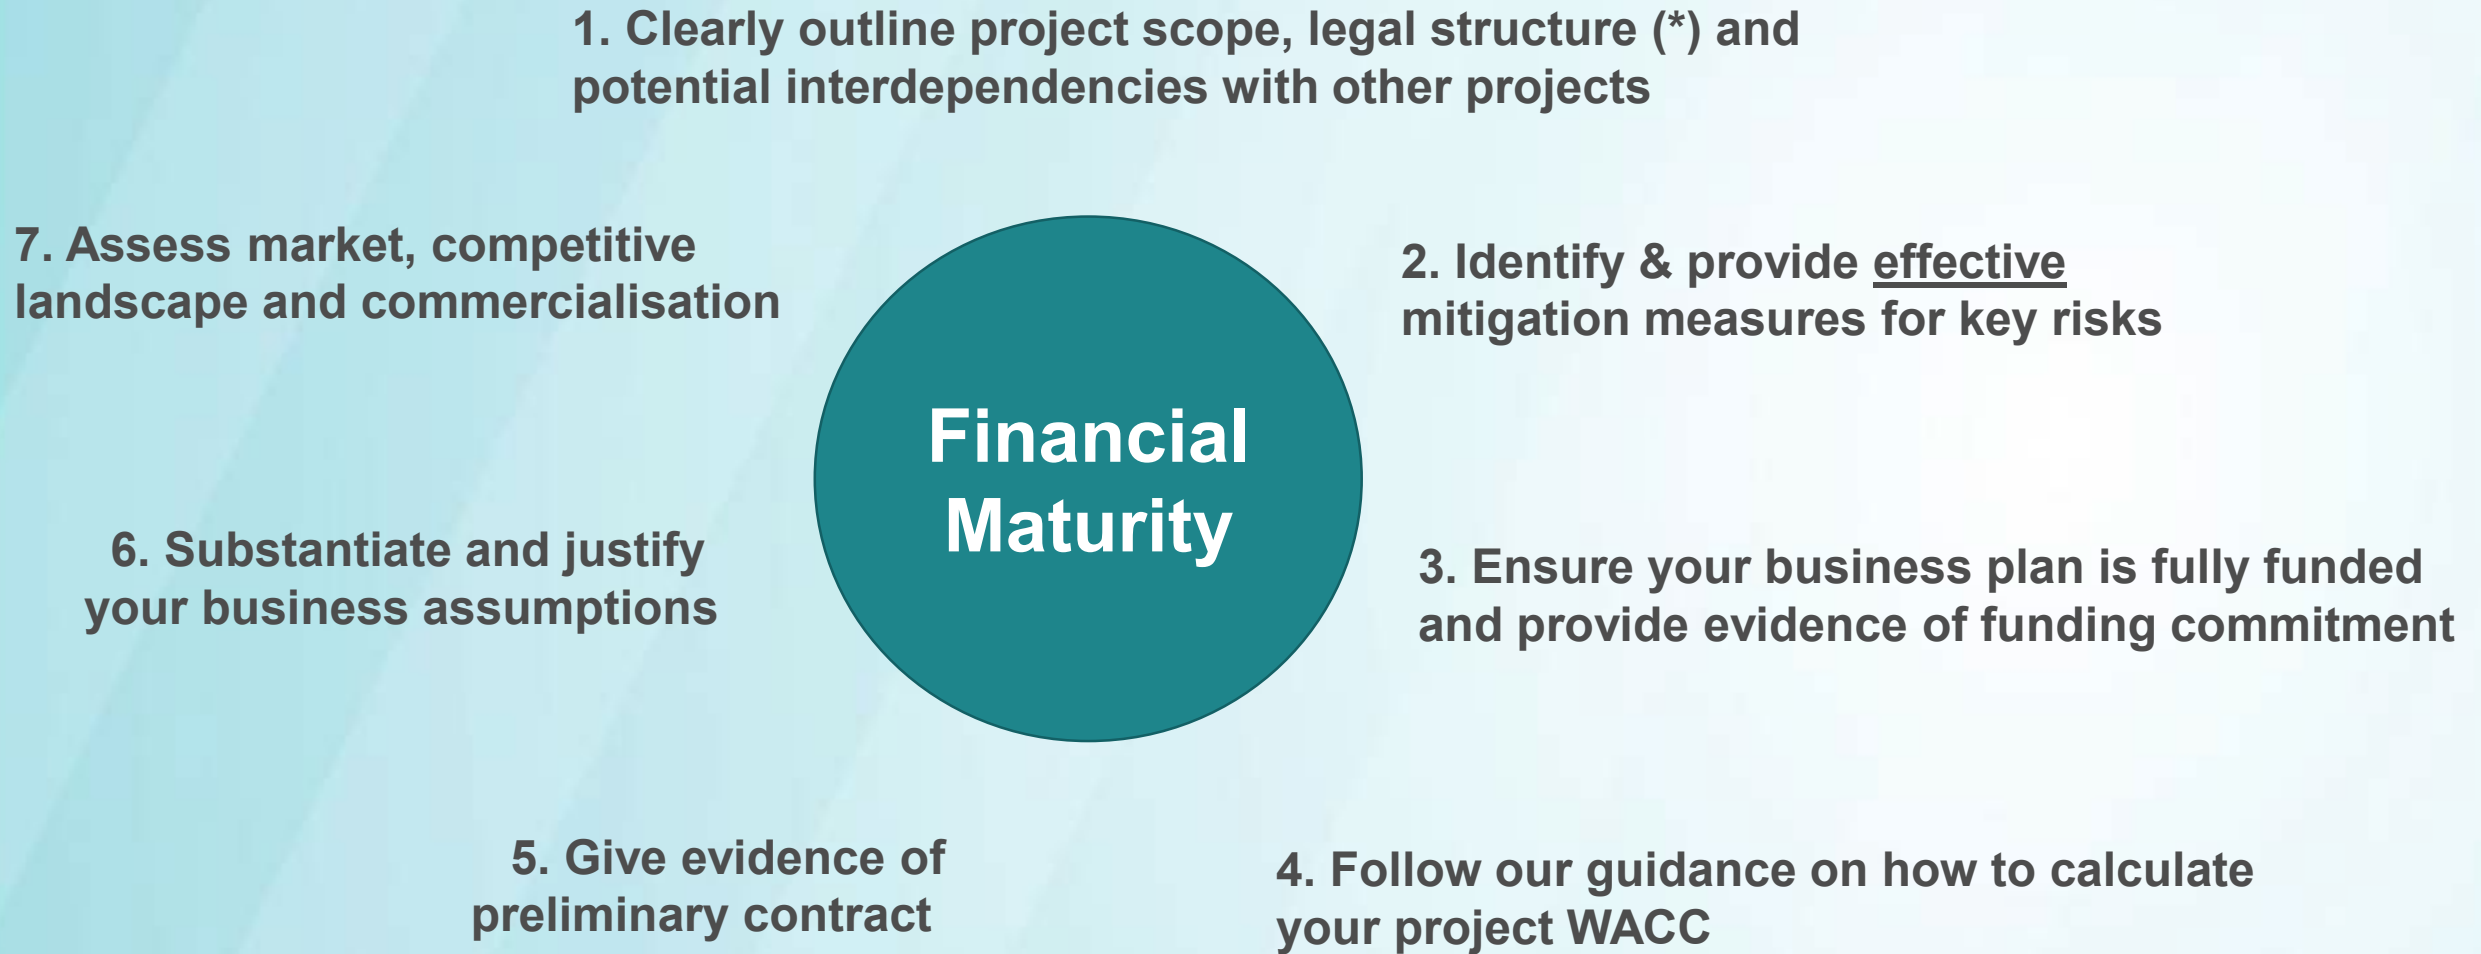 1. Clearly outline project scope, legal structure (*) and
potential interdependencies with other projects
7. Assess market, competitive
landscape and commercialisation
2. Identify & provide effective
mitigation measures for key risks
Financial
Maturity
6. Substantiate and justify
your business assumptions
3. Ensure your business plan is fully funded
and provide evidence of funding commitment
5. Give evidence of
preliminary contract
4. Follow our guidance on how to calculate
your project WACC